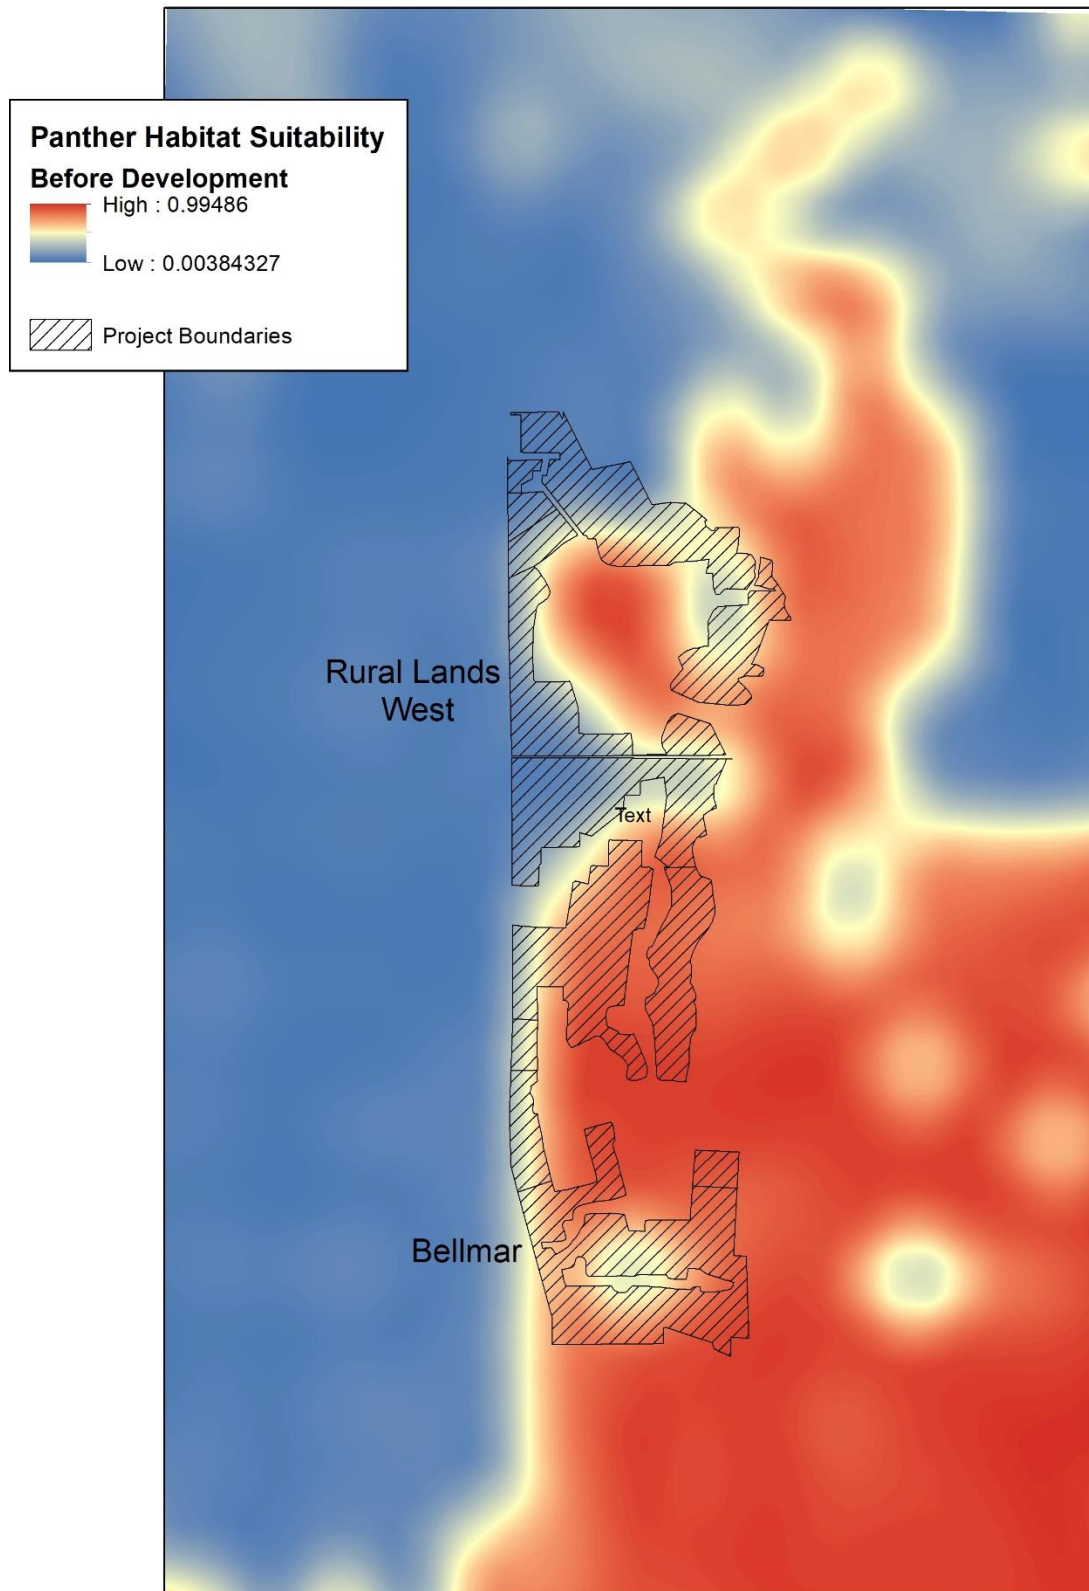 Panther Habitat Suitability
Before Development
High : 0.99486
Low : 0.00384327
Project Boundaries
Rural Lands
West
Text
Bellmar